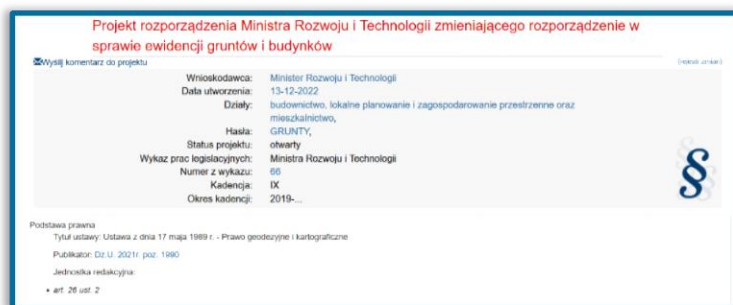 Projekt rozporządzenia Ministra Rozwoju i Technologii zmieniającego rozporządzenie w
sprawie ewidencji gruntów i budynków
Wyślij komentarz do projektu
[rejestr zmian]
Wnioskodawca: Minister Rozwoju i Technologii
Data utworzenia: 13-12-2022
Działy: budownictwo, lokalne planowanie i zagospodarowanie przestrzenne oraz
mieszkalnictwo,
Hasła: GRUNTY,
Status projektu: otwarty
Wykaz prac legislacyjnych: Ministra Rozwoju i Technologii
Numer z wykazu: 66
Kadencja: IX
Okres kadencji: 2019-...
§
Podstawa prawna
Tytuł ustawy: Ustawa z dnia 17 maja 1989 r. - Prawo geodezyjne i kartograficzne
Publikator: Dz.U. 2021r. poz. 1990
Jednostka redakcyjna:
• art. 26 ust. 2